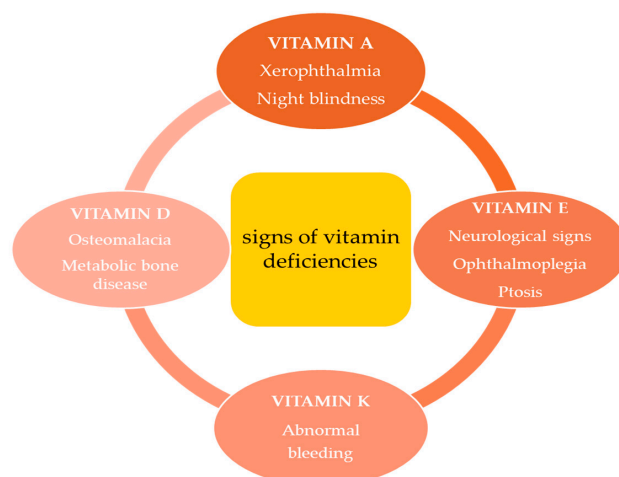 VITAMIN A
Xerophthalmia
Night blindness
VITAMIN D
Osteomalacia
Metabolic bone
disease
signs of vitamin
deficiencies
VITAMIN E
Neurological signs
Ophthalmoplegia
Ptosis
VITAMIN K
Abnormal
bleeding